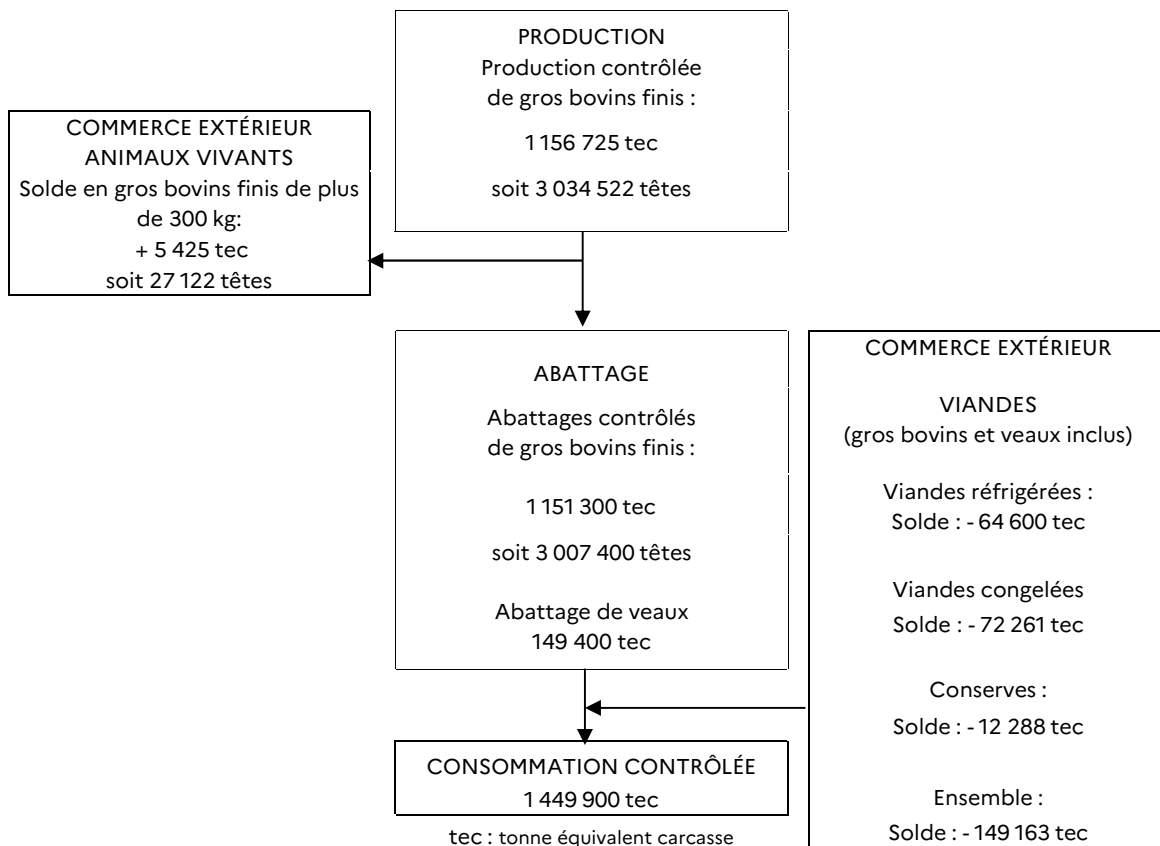 PRODUCTION
Production contrôlée
de gros bovins finis :
1 156 725 tec
soit 3 034 522 têtes
COMMERCE EXTÉRIEUR
ANIMAUX VIVANTS
Solde en gros bovins finis de plus
de 300 kg:
+ 5 425 tec
soit 27 122 têtes
ABATTAGE
Abattages contrôlés
de gros bovins finis :
1 151 300 tec
soit 3 007 400 têtes
Abattage de veaux
149 400 tec
COMMERCE EXTÉRIEUR
VIANDES
(gros bovins et veaux inclus)
Viandes réfrigérées :
Solde : - 64 600 tec
Viandes congelées
Solde : - 72 261 tec
Conserves :
Solde : - 12 288 tec
Ensemble :
Solde : - 149 163 tec
CONSOMMATION CONTRÔLÉE
1 449 900 tec
tec : tonne équivalent carcasse